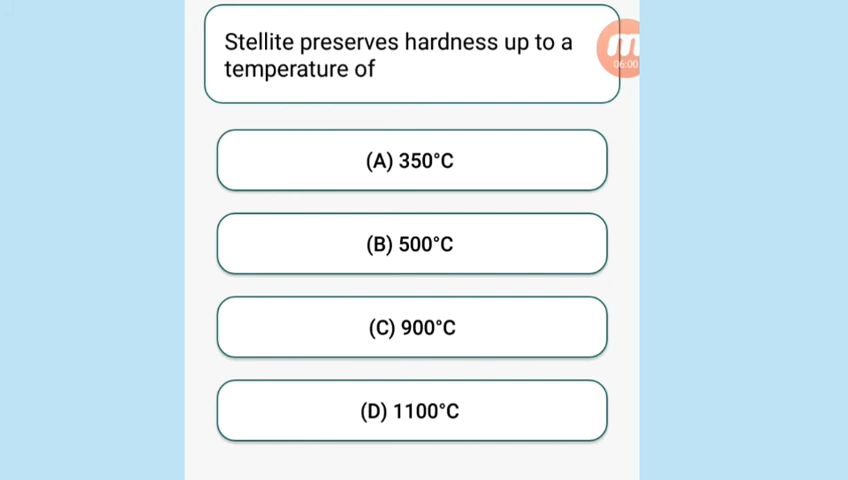 Stellite preserves hardness up to a
temperature of
06:00
(A) 350°C
(B) 500°C
(C) 900°C
(D) 1100°C